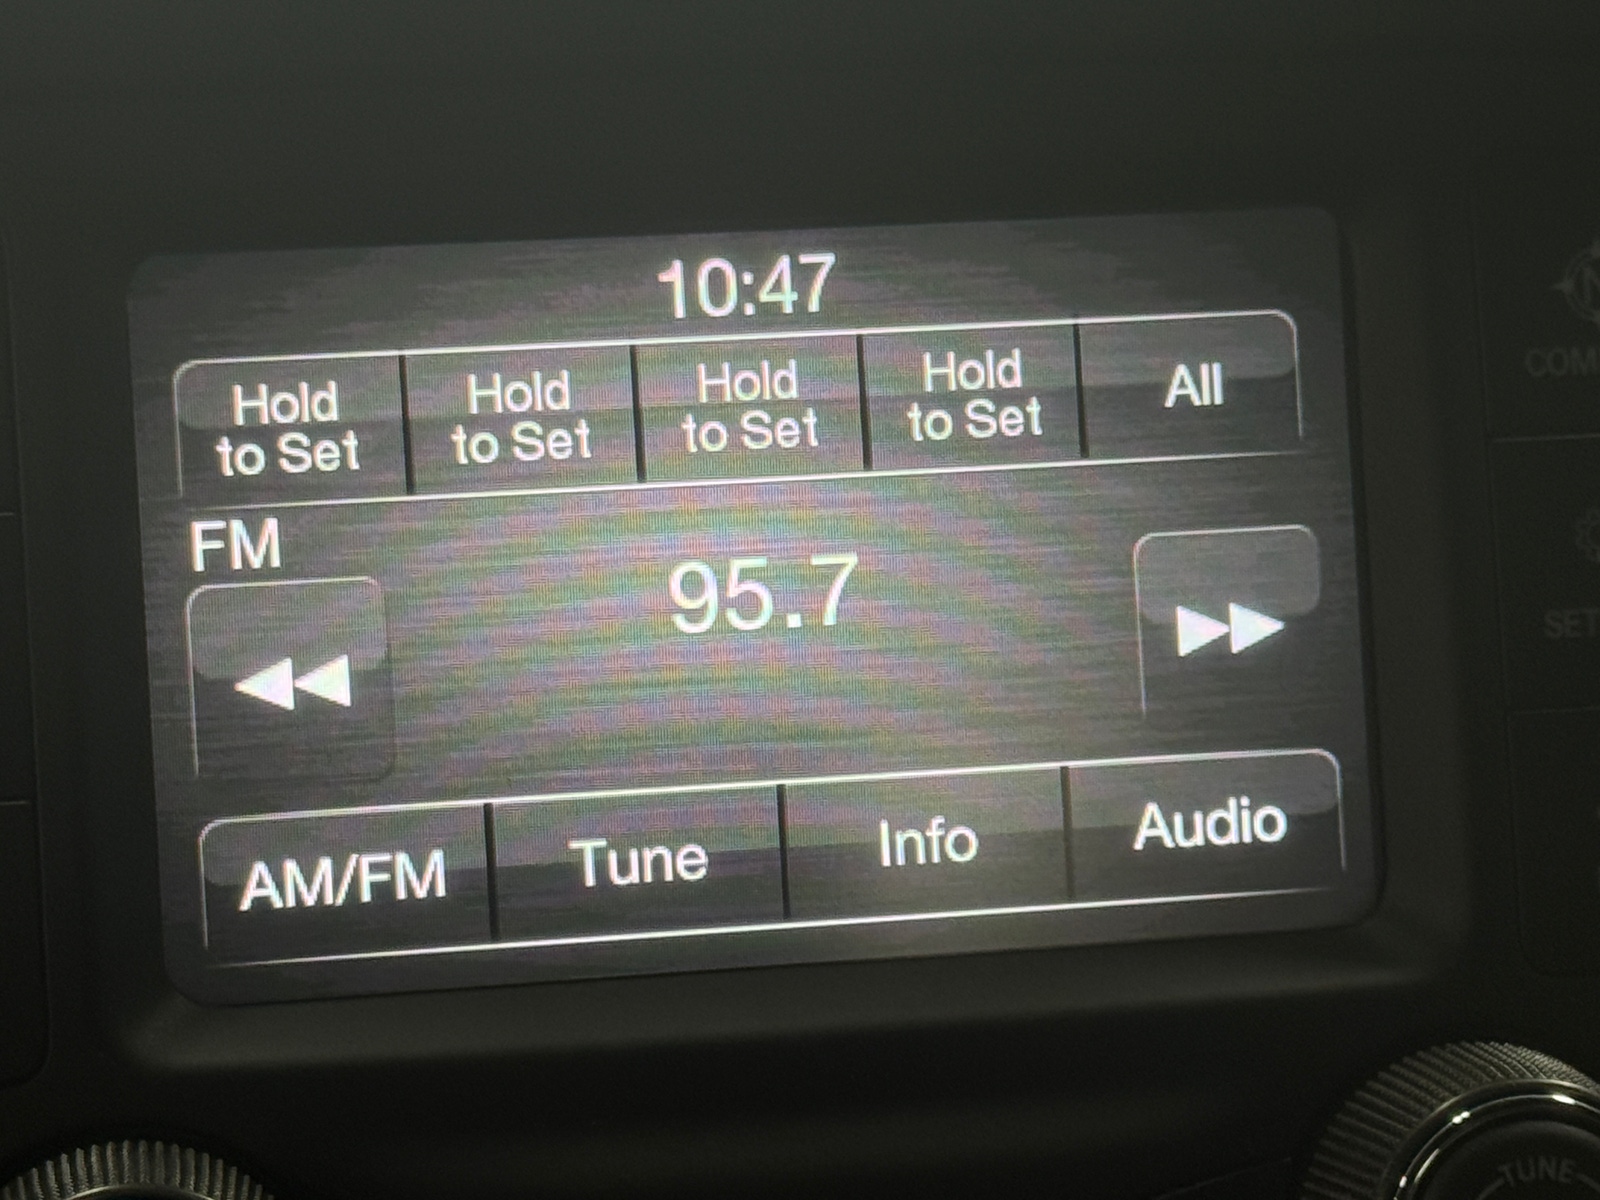 10:47
Hold Hold Hold Hold All
to Set to Set to Set to Set
FM
95.7
AM/FM Tune Info Audio
TUNE